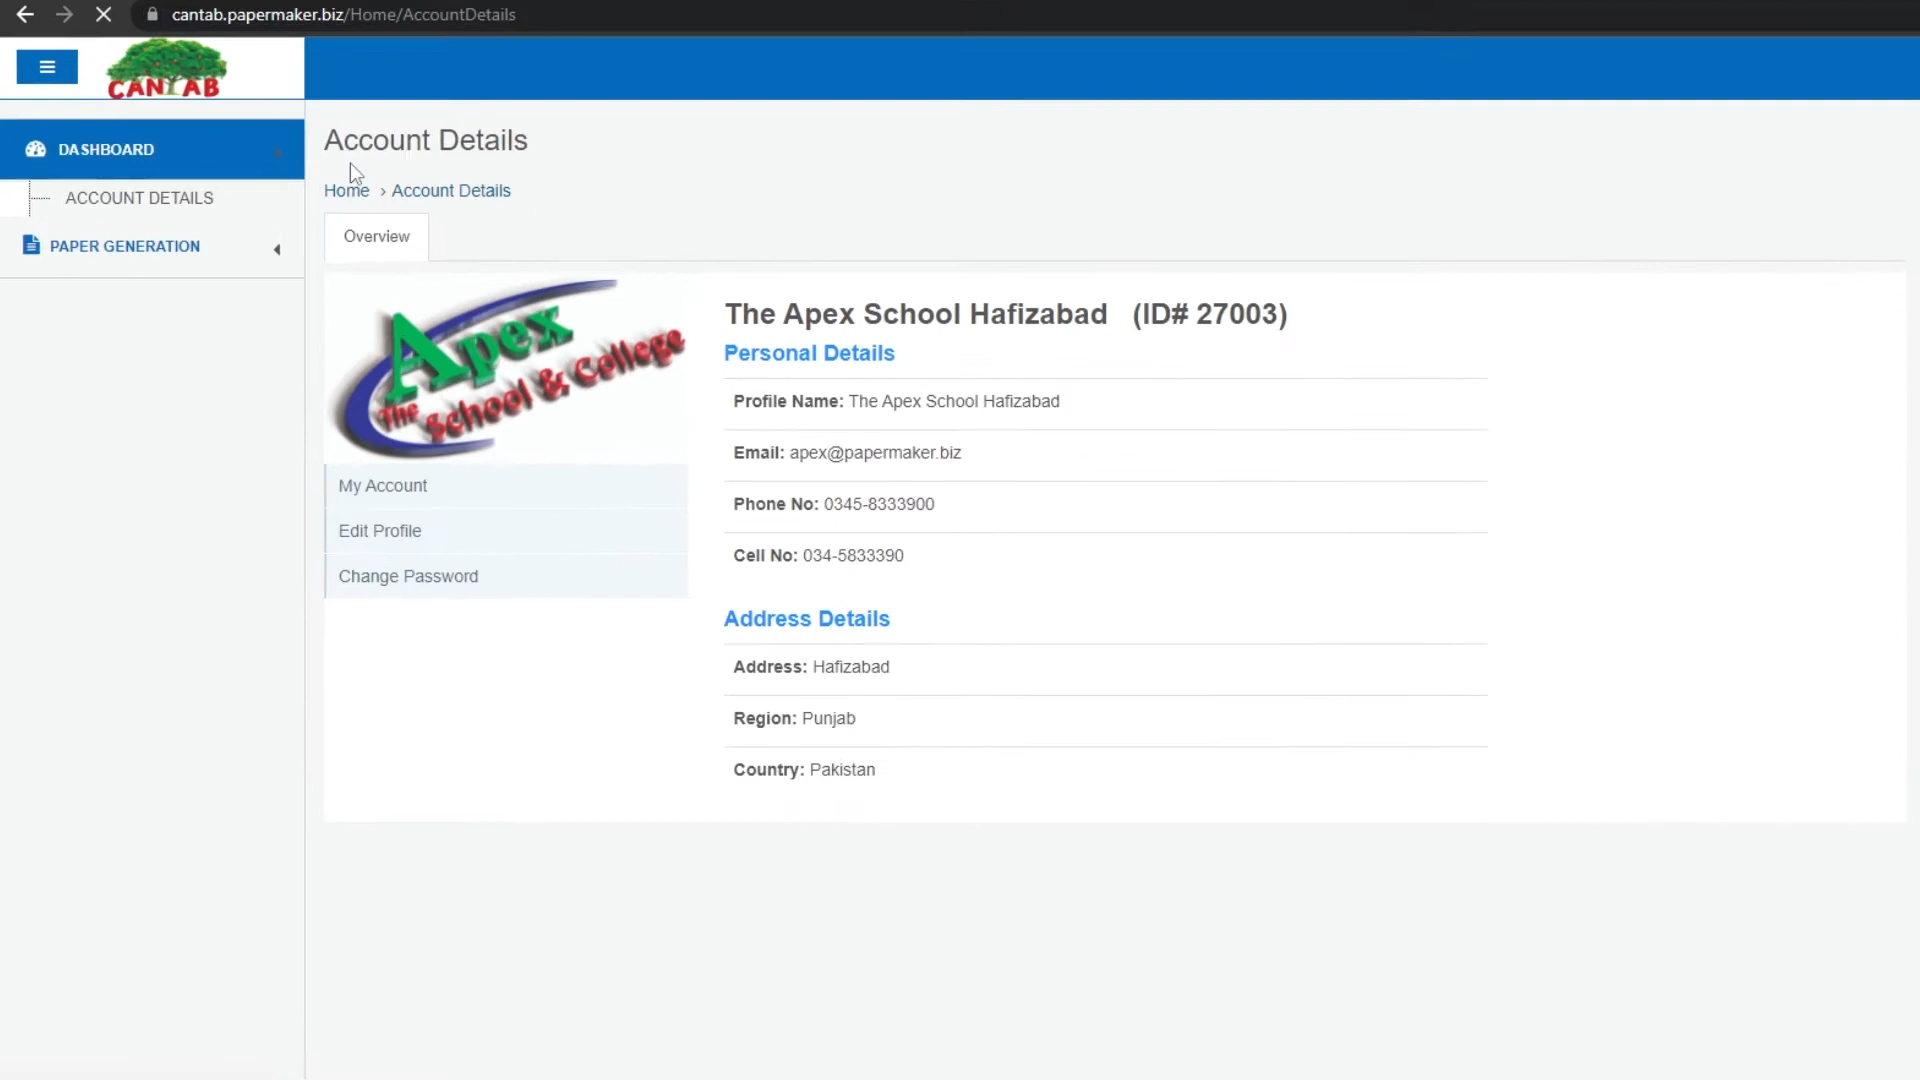 cantab.papermaker.biz/Home/AccountDetails
CANTAB
DASHBOARD
ACCOUNT DETAILS
PAPER GENERATION
Account Details
Home › Account Details
Overview
Apex
The School & College
My Account
Edit Profile
Change Password
The Apex School Hafizabad (ID# 27003)
Personal Details
Profile Name: The Apex School Hafizabad
Email: apex@papermaker.biz
Phone No: 0345-8333900
Cell No: 034-5833390
Address Details
Address: Hafizabad
Region: Punjab
Country: Pakistan